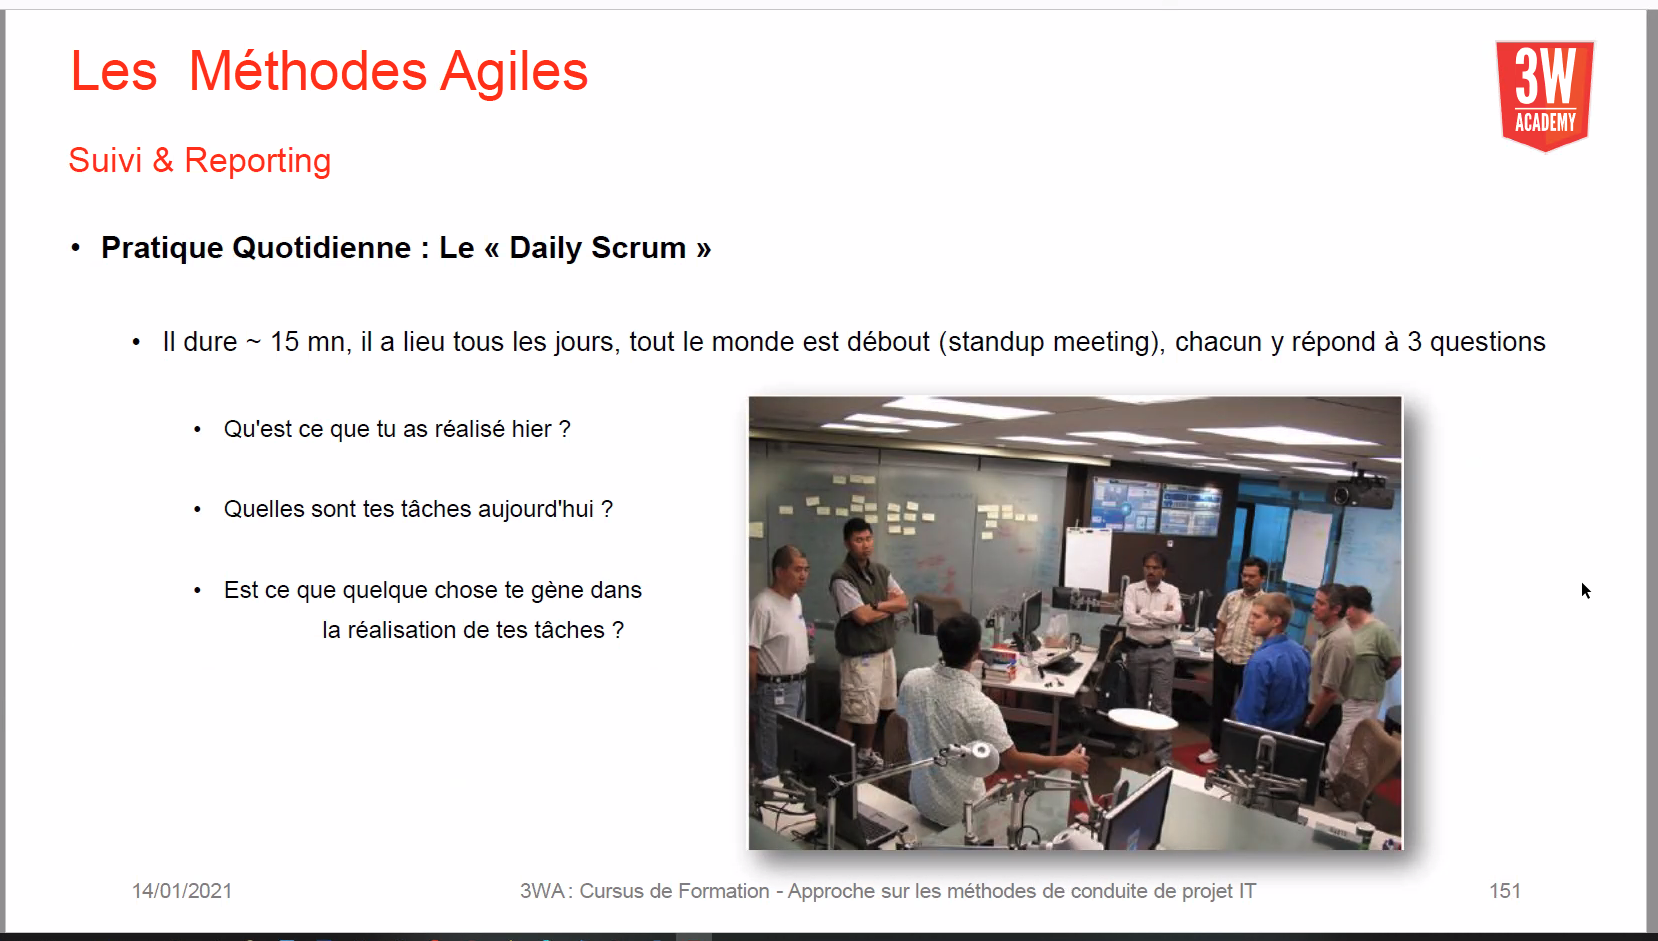 Les Méthodes Agiles
3W
ACADEMY
Suivi & Reporting
• Pratique Quotidienne : Le « Daily Scrum »
• Il dure ~ 15 mn, il a lieu tous les jours, tout le monde est débout (standup meeting), chacun y répond à 3 questions
• Qu'est ce que tu as réalisé hier ?
• Quelles sont tes tâches aujourd'hui ?
• Est ce que quelque chose te gène dans
la réalisation de tes tâches ?
14/01/2021
3WA : Cursus de Formation - Approche sur les méthodes de conduite de projet IT
151